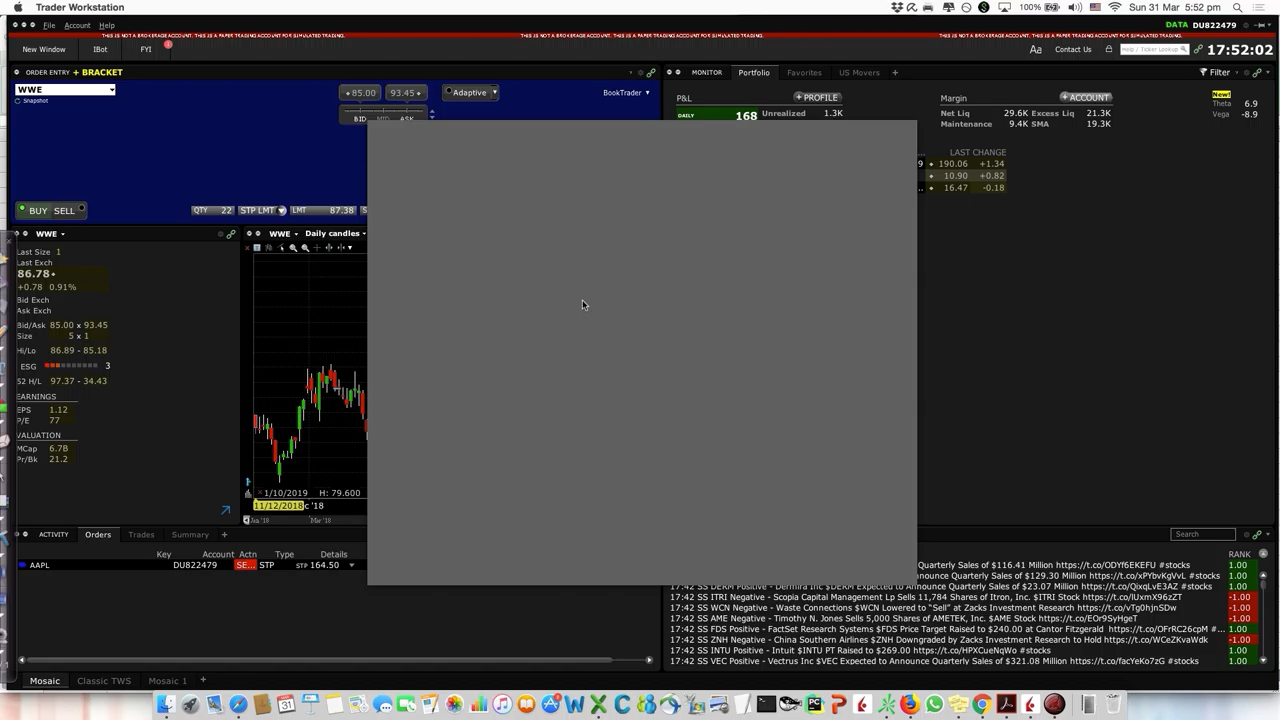 Trader Workstation
100%
Sun 31 Mar 5:52 pm
File Account Help
DATA DU822479
THIS IS NOT A BROKERAGE ACCOUNT. THIS IS A PAPER TRADING ACCOUNT FOR SIMULATED TRADING.
New Window IBot FYI
Aa Contact Us Help / Ticker Lookup 17:52:02
ORDER ENTRY + BRACKET
MONITOR Portfolio Favorites US Movers + Filter
WWE
85.00 93.45 Adaptive BookTrader
Snapshot
BID MID ASK
P&L + PROFILE Margin + ACCOUNT New!
DAILY 168 Unrealized 1.3K Net Liq 29.6K Excess Liq 21.3K Theta 6.9
Maintenance 9.4K SMA 19.3K Vega -8.9
LAST CHANGE
190.06 +1.34
10.90 +0.82
16.47 -0.18
BUY SELL QTY 22 STP LMT LMT 87.38
WWE
WWE Daily candles
Last Size 1
Last Exch
86.78
+0.78 0.91%
Bid Exch
Ask Exch
Bid/Ask 85.00 x 93.45
Size 5 x 1
Hi/Lo 86.89 - 85.18
ESG 3
52 H/L 97.37 - 34.43
EARNINGS
EPS 1.12
P/E 77
VALUATION
MCap 6.7B
Pr/Bk 21.2
1/10/2019 H: 79.600
11/12/2018 c '18
Jan '18 Mar '18
ACTIVITY Orders Trades Summary +
Search
Key Account Actn Type Details
AAPL DU822479 SE... STP STP 164.50
RANK
Quarterly Sales of $116.41 Million https://t.co/ODYf6EKEFU #stocks 1.00
nnounce Quarterly Sales of $129.30 Million https://t.co/xPYbvKgVvL #stocks 1.00
17:42 SS DERM Positive - Dermira Inc $DERM Expected to Announce Quarterly Sales of $23.07 Million https://t.co/QixqLvE3AZ #stocks 1.00
17:42 SS ITRI Negative - Scopia Capital Management Lp Sells 11,784 Shares of Itron, Inc. $ITRI Stock https://t.co/IUxmX96zZT -1.00
17:42 SS WCN Negative - Waste Connections $WCN Lowered to "Sell" at Zacks Investment Research https://t.co/vTg0hjnSDw -1.00
17:42 SS AME Negative - Timothy N. Jones Sells 5,000 Shares of AMETEK, Inc. $AME Stock https://t.co/EOr9SyHgeT -1.00
17:42 SS FDS Positive - FactSet Research Systems $FDS Price Target Raised to $240.00 at Cantor Fitzgerald https://t.co/OFrRC26cpM #... 1.00
17:42 SS ZNH Negative - China Southern Airlines $ZNH Downgraded by Zacks Investment Research to Hold https://t.co/WCeZKvaWdk -1.00
17:42 SS INTU Positive - Intuit $INTU PT Raised to $269.00 https://t.co/HPXCueNqWo #stocks 1.00
17:42 SS VEC Positive - Vectrus Inc $VEC Expected to Announce Quarterly Sales of $321.08 Million https://t.co/facYeKo7zG #stocks 1.00
Mosaic Classic TWS Mosaic 1 +